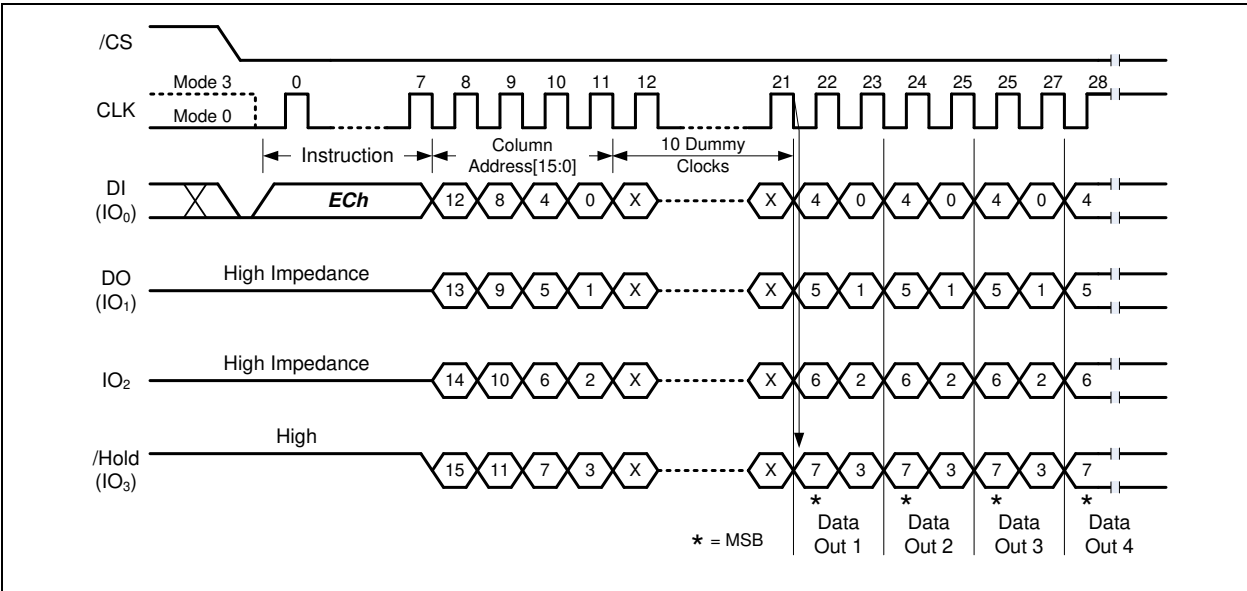 /CS
Mode 3 0 7 8 9 10 11 12 21 22 23 24 25 25 27 28
CLK
Mode 0
Instruction Column Address[15:0] 10 Dummy Clocks
DI
(IO₀) ECh 12 8 4 0 X X 4 0 4 0 4 0 4
DO
(IO₁) High Impedance 13 9 5 1 X X 5 1 5 1 5 1 5
IO₂ High Impedance 14 10 6 2 X X 6 2 6 2 6 2 6
High
/Hold
(IO₃) 15 11 7 3 X X 7 3 7 3 7 3 7
* * * *
* = MSB
Data Out 1 Data Out 2 Data Out 3 Data Out 4